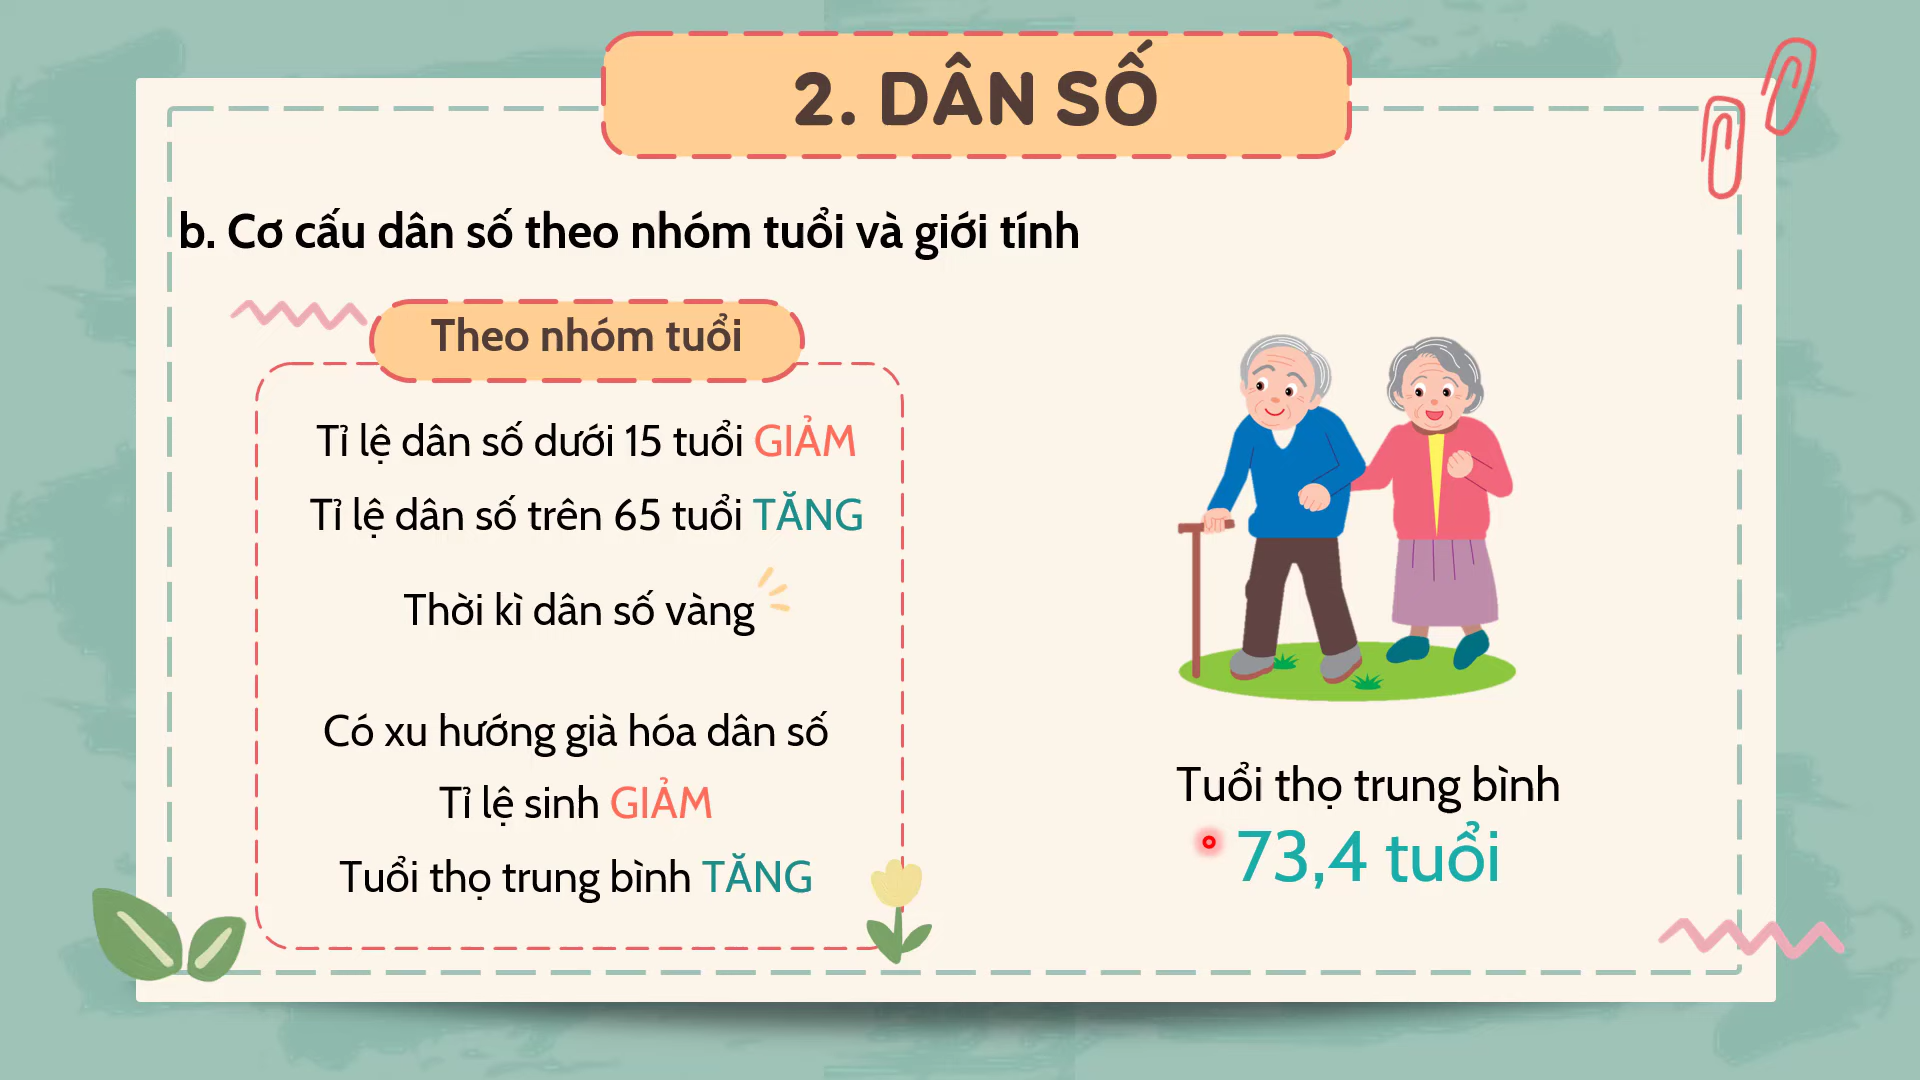 2. DÂN SỐ
b. Cơ cấu dân số theo nhóm tuổi và giới tính
Theo nhóm tuổi
Tỉ lệ dân số dưới 15 tuổi GIẢM
Tỉ lệ dân số trên 65 tuổi TĂNG
Thời kì dân số vàng
Có xu hướng già hóa dân số
Tỉ lệ sinh GIẢM
Tuổi thọ trung bình TĂNG
Tuổi thọ trung bình
73,4 tuổi